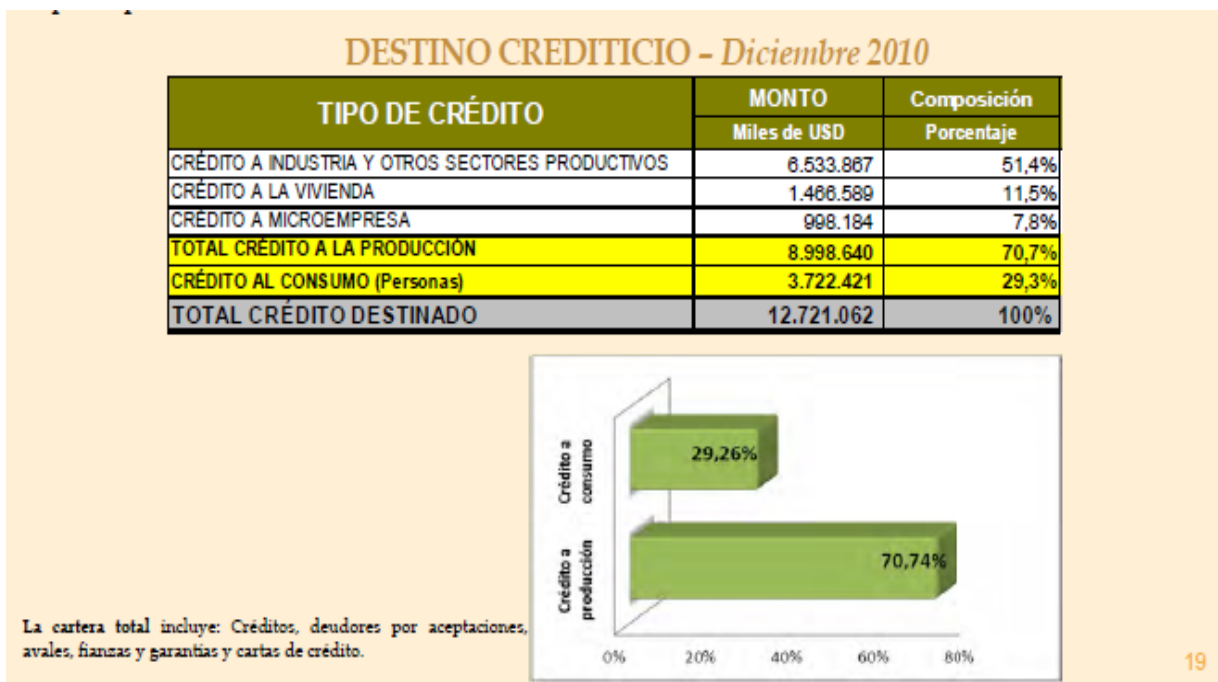 DESTINO CREDITICIO – Diciembre 2010
TIPO DE CRÉDITO MONTO Composición
Miles de USD Porcentaje
CRÉDITO A INDUSTRIA Y OTROS SECTORES PRODUCTIVOS 6.533.867 51,4%
CRÉDITO A LA VIVIENDA 1.466.589 11,5%
CRÉDITO A MICROEMPRESA 998.184 7,8%
TOTAL CRÉDITO A LA PRODUCCIÓN 8.998.640 70,7%
CRÉDITO AL CONSUMO (Personas) 3.722.421 29,3%
TOTAL CRÉDITO DESTINADO 12.721.062 100%
Crédito a
consumo
29,26%
Crédito a
producción
70,74%
0% 20% 40% 60% 80%
La cartera total incluye: Créditos, deudores por aceptaciones,
avales, fianzas y garantías y cartas de crédito.
19